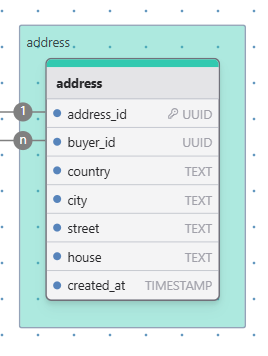 address
address
1 address_id UUID
n buyer_id UUID
country TEXT
city TEXT
street TEXT
house TEXT
created_at TIMESTAMP